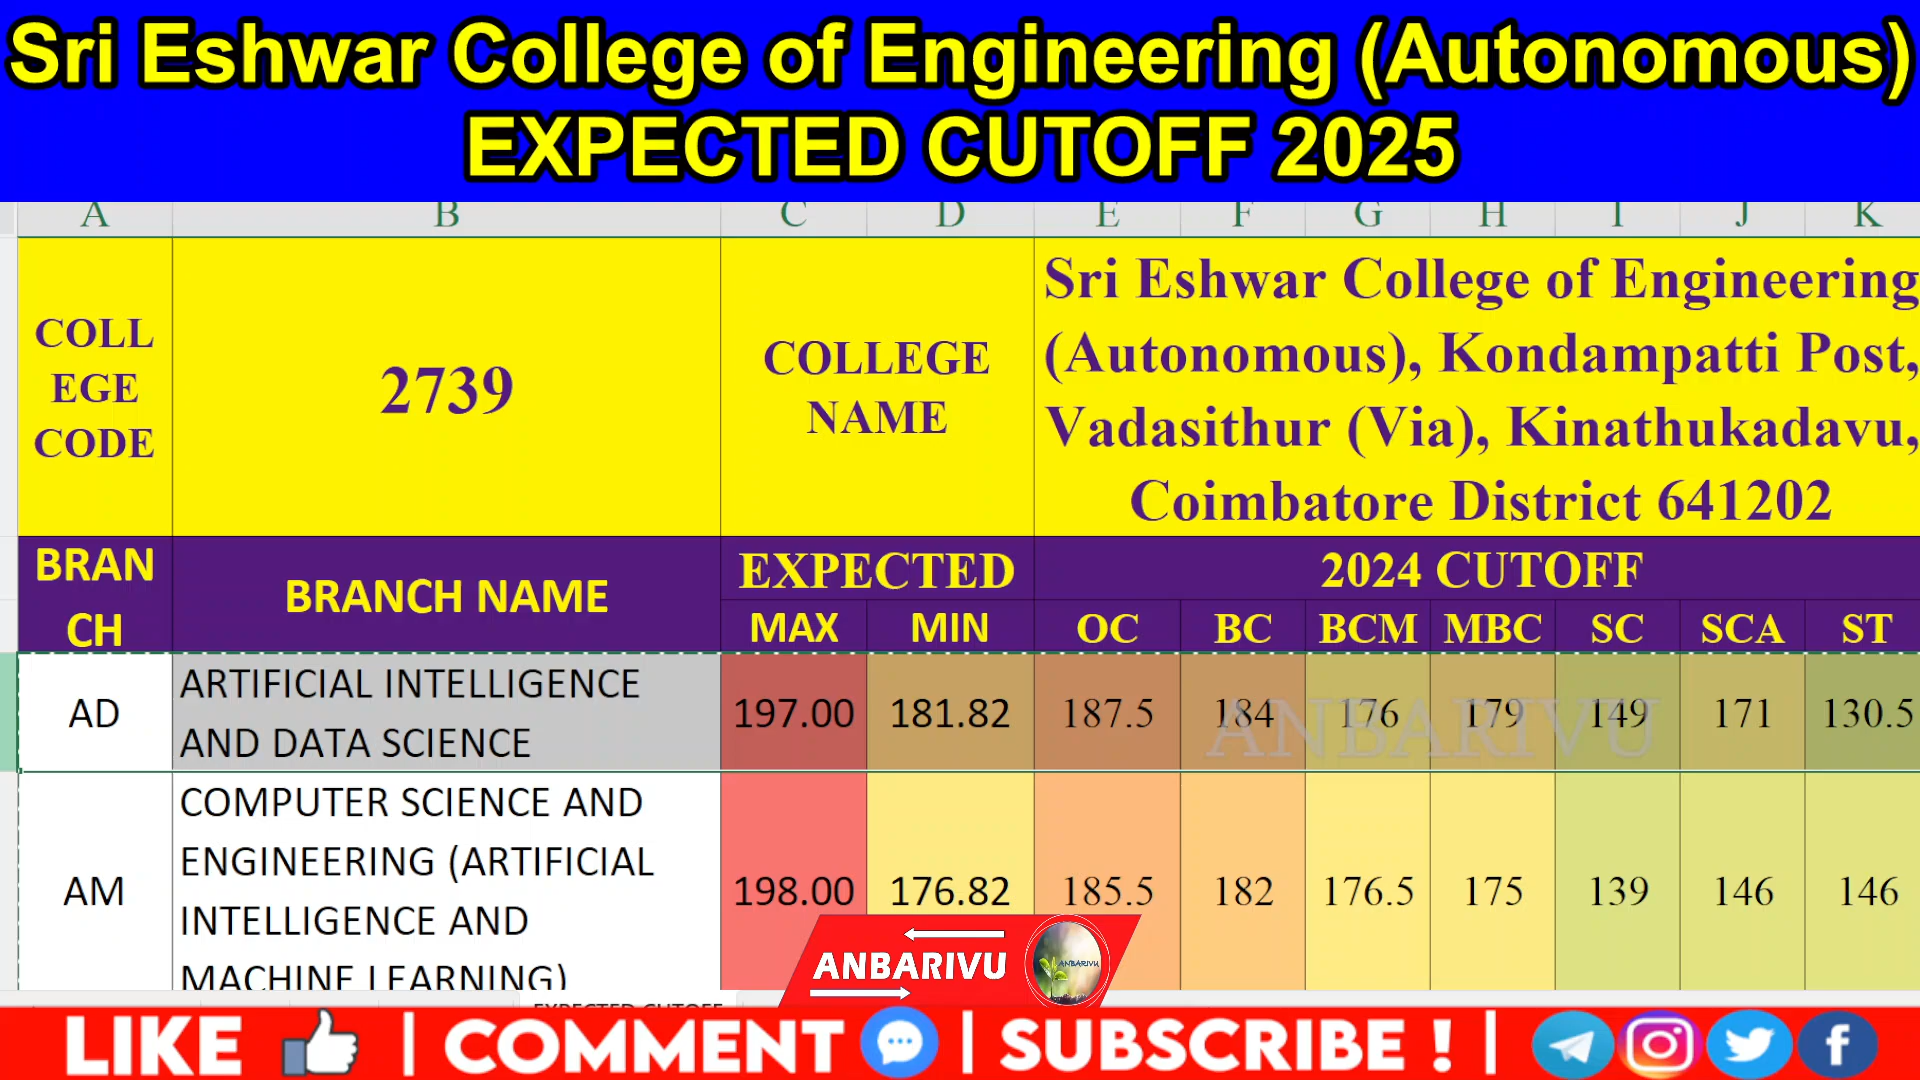 Sri Eshwar College of Engineering (Autonomous)
EXPECTED CUTOFF 2025
A B C D E F G H I J K
COLL
EGE
CODE
2739
COLLEGE
NAME
Sri Eshwar College of Engineering
(Autonomous), Kondampatti Post,
Vadasithur (Via), Kinathukadavu,
Coimbatore District 641202
BRAN
CH
BRANCH NAME
EXPECTED
2024 CUTOFF
MAX MIN OC BC BCM MBC SC SCA ST
AD
ARTIFICIAL INTELLIGENCE
AND DATA SCIENCE
197.00 181.82 187.5 184 176 179 149 171 130.5
ANBARIVU
AM
COMPUTER SCIENCE AND
ENGINEERING (ARTIFICIAL
INTELLIGENCE AND
MACHINE LEARNING)
198.00 176.82 185.5 182 176.5 175 139 146 146
ANBARIVU
ANBARIVU
EXPECTED CUTOFF
LIKE | COMMENT | SUBSCRIBE ! |